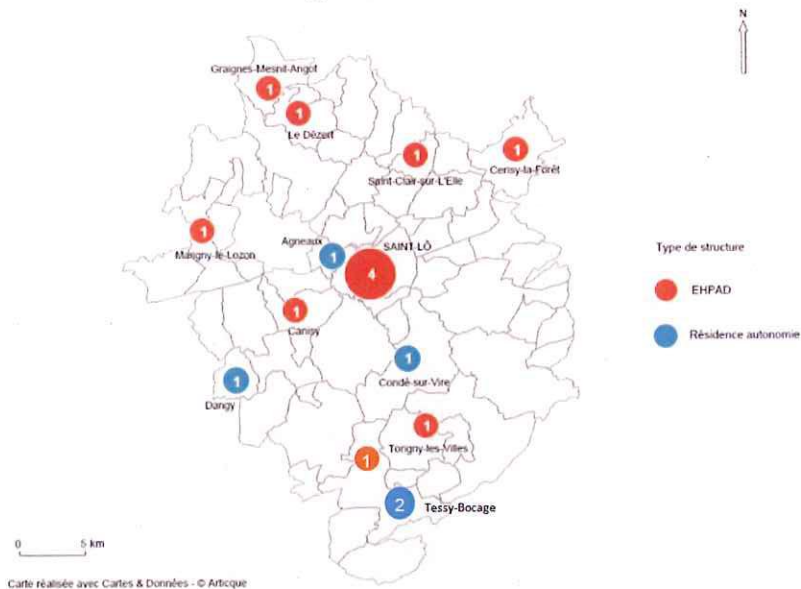 N
Graignes-Mesnil-Angot
1
1
Le Dézert
1
Saint-Clair-sur-L'Elle
1
Cerisy-la-Forêt
1
Marigny-le-Lozon
Agneaux
1
SAINT-LÔ
4
Type de structure
EHPAD
Résidence autonomie
1
Canisy
1
Condé-sur-Vire
1
Dangy
1
Torigny-les-Villes
1
2
Tessy-Bocage
0 5 km
Carte réalisée avec Cartes & Données - © Articque